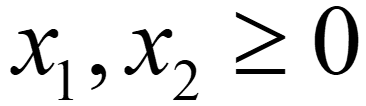 x₁, x₂ ≥ 0